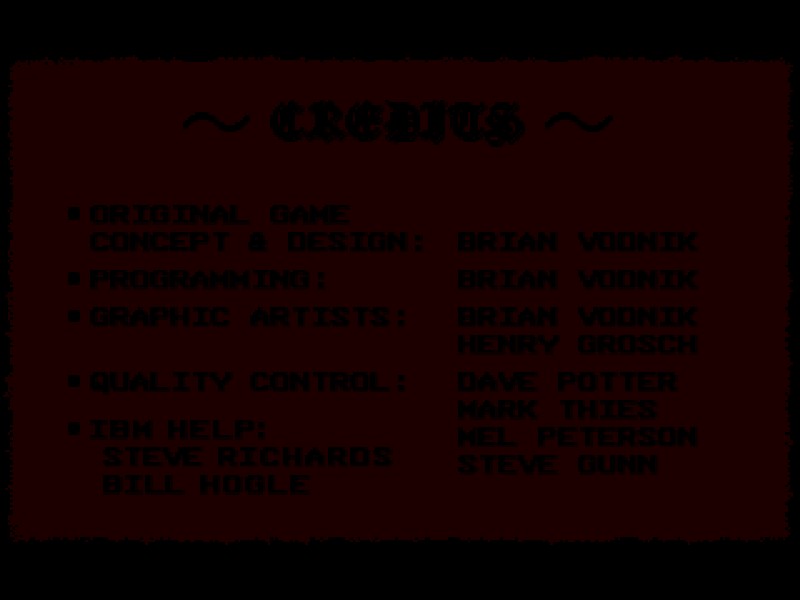 ~ CREDITS ~
▪ ORIGINAL GAME
CONCEPT & DESIGN: BRIAN VODNIK
▪ PROGRAMMING: BRIAN VODNIK
▪ GRAPHIC ARTISTS: BRIAN VODNIK
HENRY GROSCH
▪ QUALITY CONTROL: DAVE POTTER
MARK THIES
▪ IBM HELP: MEL PETERSON
STEVE RICHARDS STEVE GUNN
BILL HOGLE